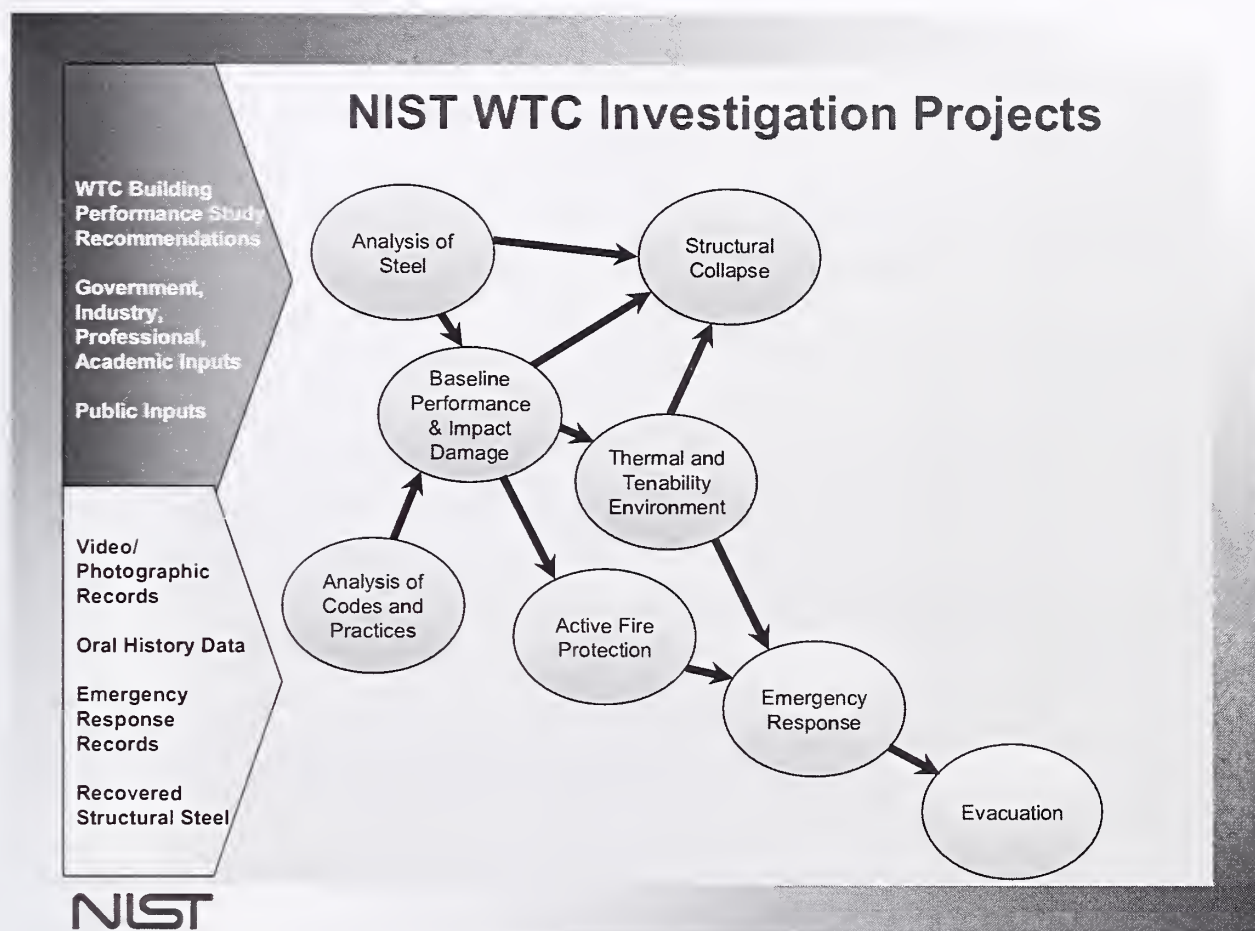 NIST WTC Investigation Projects
WTC Building
Performance Study
Recommendations
Government,
Industry,
Professional,
Academic Inputs
Public Inputs
Video/
Photographic
Records
Oral History Data
Emergency
Response
Records
Recovered
Structural Steel
Analysis of
Steel
Structural
Collapse
Baseline
Performance
& Impact
Damage
Thermal and
Tenability
Environment
Analysis of
Codes and
Practices
Active Fire
Protection
Emergency
Response
Evacuation
NIST